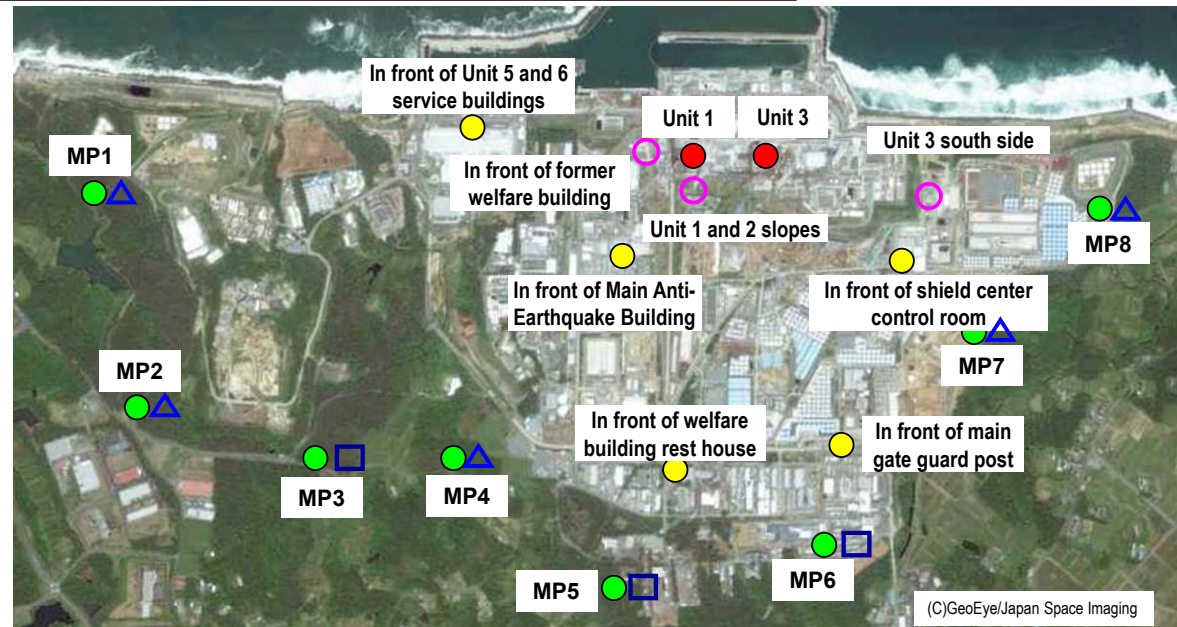 In front of Unit 5 and 6
service buildings
Unit 1
Unit 3
Unit 3 south side
MP1
In front of former
welfare building
Unit 1 and 2 slopes
MP8
In front of Main Anti-
Earthquake Building
In front of shield center
control room
MP7
MP2
In front of welfare
building rest house
In front of main
gate guard post
MP3
MP4
MP6
MP5
(C)GeoEye/Japan Space Imaging